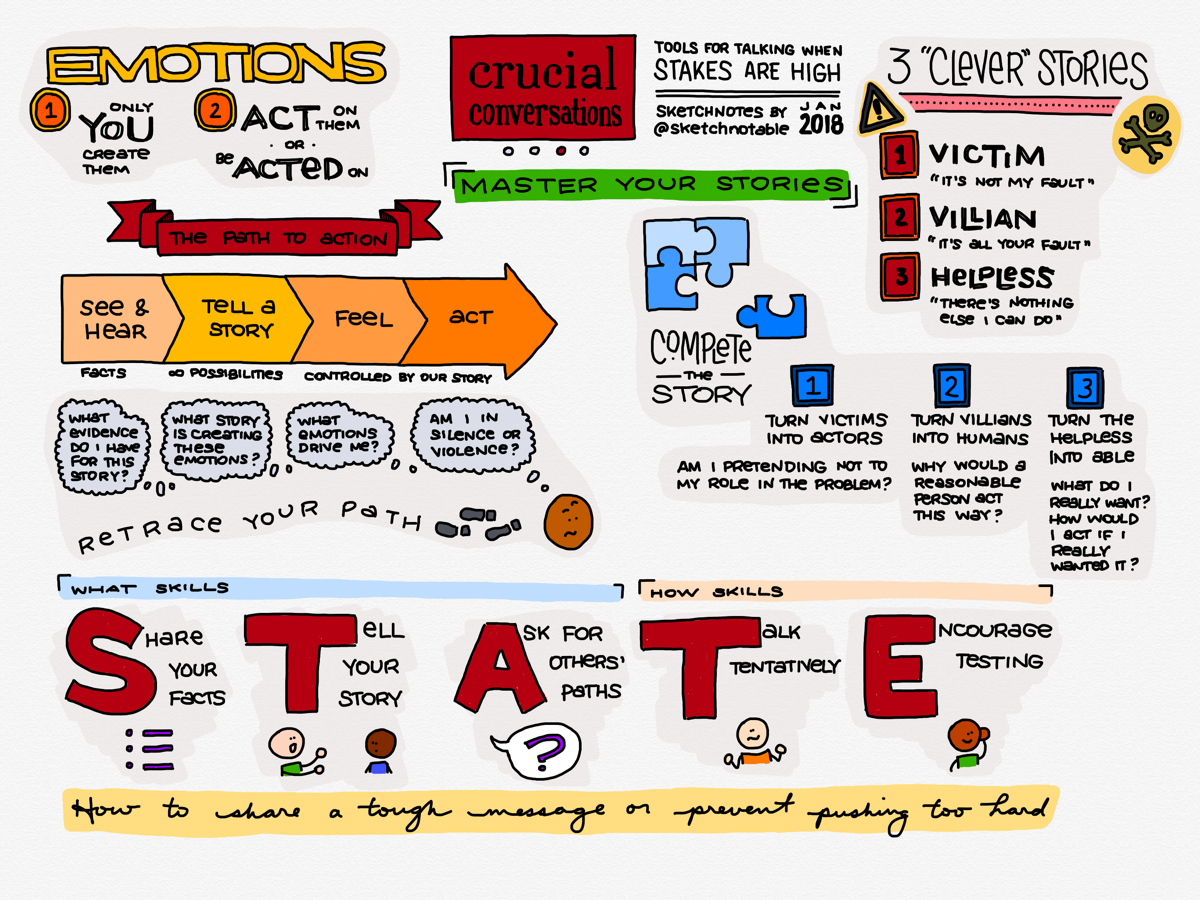 EMOTIONS
1
ONLY
YOU
CREATE
THEM
2
ACT ON
THEM
· OR ·
BE ACTED ON
crucial
conversations
TOOLS FOR TALKING WHEN
STAKES ARE HIGH
SKETCHNOTES BY
@sketchnotable
JAN
2018
MASTER YOUR STORIES
3 "CLEVER" STORIES
!
1
VICTIM
"IT'S NOT MY FAULT"
2
VILLIAN
"IT'S ALL YOUR FAULT"
3
HELPLESS
"THERE'S NOTHING
ELSE I CAN DO"
THE PATH TO ACTION
SEE &
HEAR
TELL A
STORY
FEEL
ACT
FACTS
∞ POSSIBILITIES
CONTROLLED BY OUR STORY
WHAT
EVIDENCE
DO I HAVE
FOR THIS
STORY?
WHAT STORY
IS CREATING
THESE
EMOTIONS?
WHAT
EMOTIONS
DRIVE ME?
AM I IN
SILENCE OR
VIOLENCE?
RETRACE YOUR PATH
COMPLETE
— THE —
STORY
1
TURN VICTIMS
INTO ACTORS
AM I PRETENDING NOT TO
MY ROLE IN THE PROBLEM?
2
TURN VILLIANS
INTO HUMANS
WHY WOULD A
REASONABLE
PERSON ACT
THIS WAY?
3
TURN THE
HELPLESS
INTO ABLE
WHAT DO I
REALLY WANT?
HOW WOULD
I ACT IF I
REALLY
WANTED IT?
WHAT SKILLS
SHARE
YOUR
FACTS
TELL
YOUR
STORY
ASK FOR
OTHERS'
PATHS
?
HOW SKILLS
TALK
TENTATIVELY
ENCOURAGE
TESTING
How to share a tough message or prevent pushing too hard